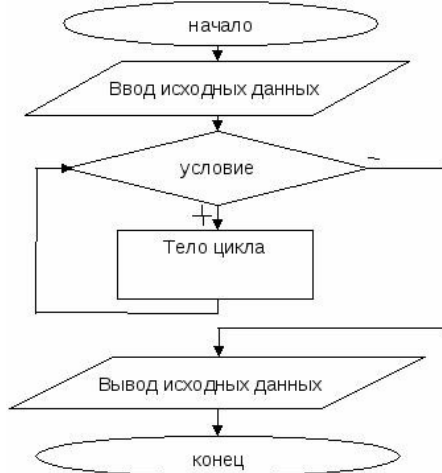 начало
Ввод исходных данных
условие
-
+
Тело цикла
Вывод исходных данных
конец